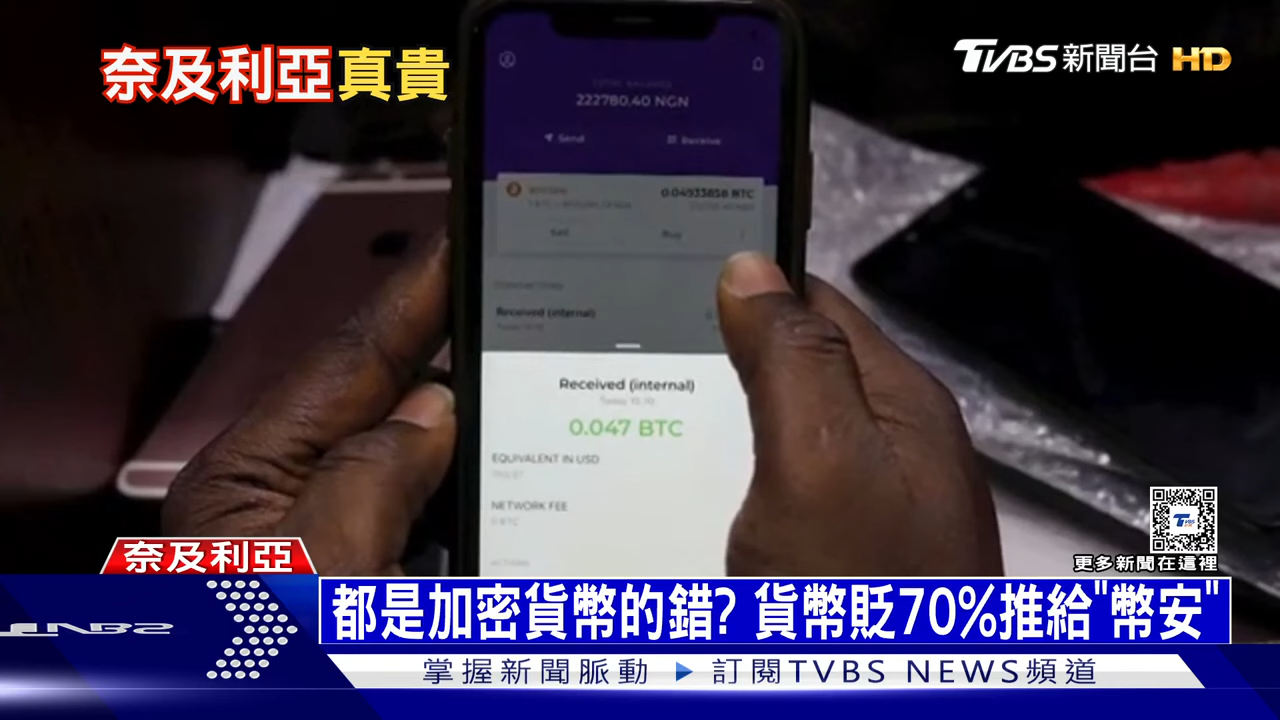 奈及利亞真貴
TVBS新聞台 HD
TOTAL BALANCE
222780.40 NGN
Send
Receive
0.04933858 BTC
Sell
Buy
Received (internal)
Received (internal)
0.047 BTC
EQUIVALENT IN USD
NETWORK FEE
0 BTC
TVBS
更多新聞在這裡
奈及利亞
都是加密貨幣的錯? 貨幣貶70%推給"幣安"
TVBS
掌握新聞脈動 ▶ 訂閱TVBS NEWS頻道